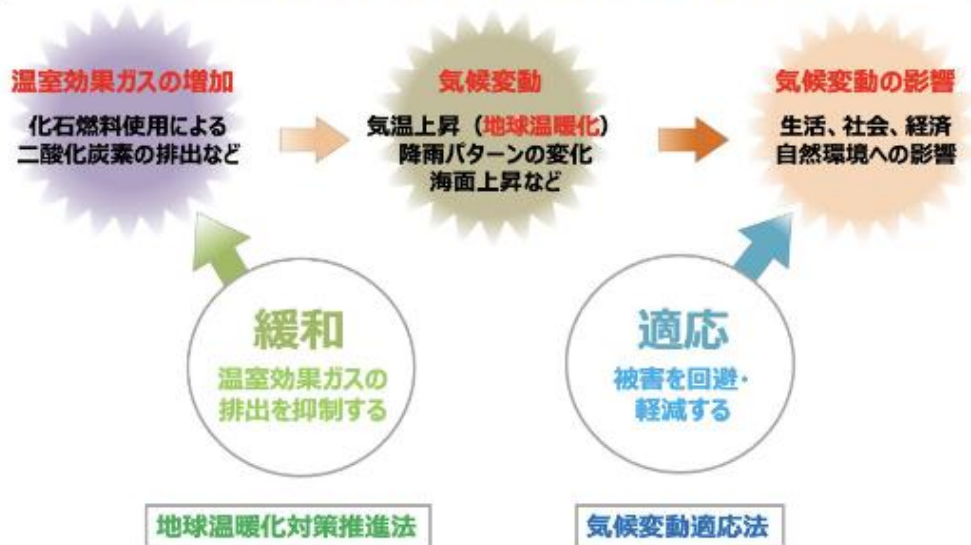 温室効果ガスの増加
化石燃料使用による
二酸化炭素の排出など
気候変動
気温上昇（地球温暖化）
降雨パターンの変化
海面上昇など
気候変動の影響
生活、社会、経済
自然環境への影響
緩和
温室効果ガスの
排出を抑制する
適応
被害を回避・
軽減する
地球温暖化対策推進法
気候変動適応法